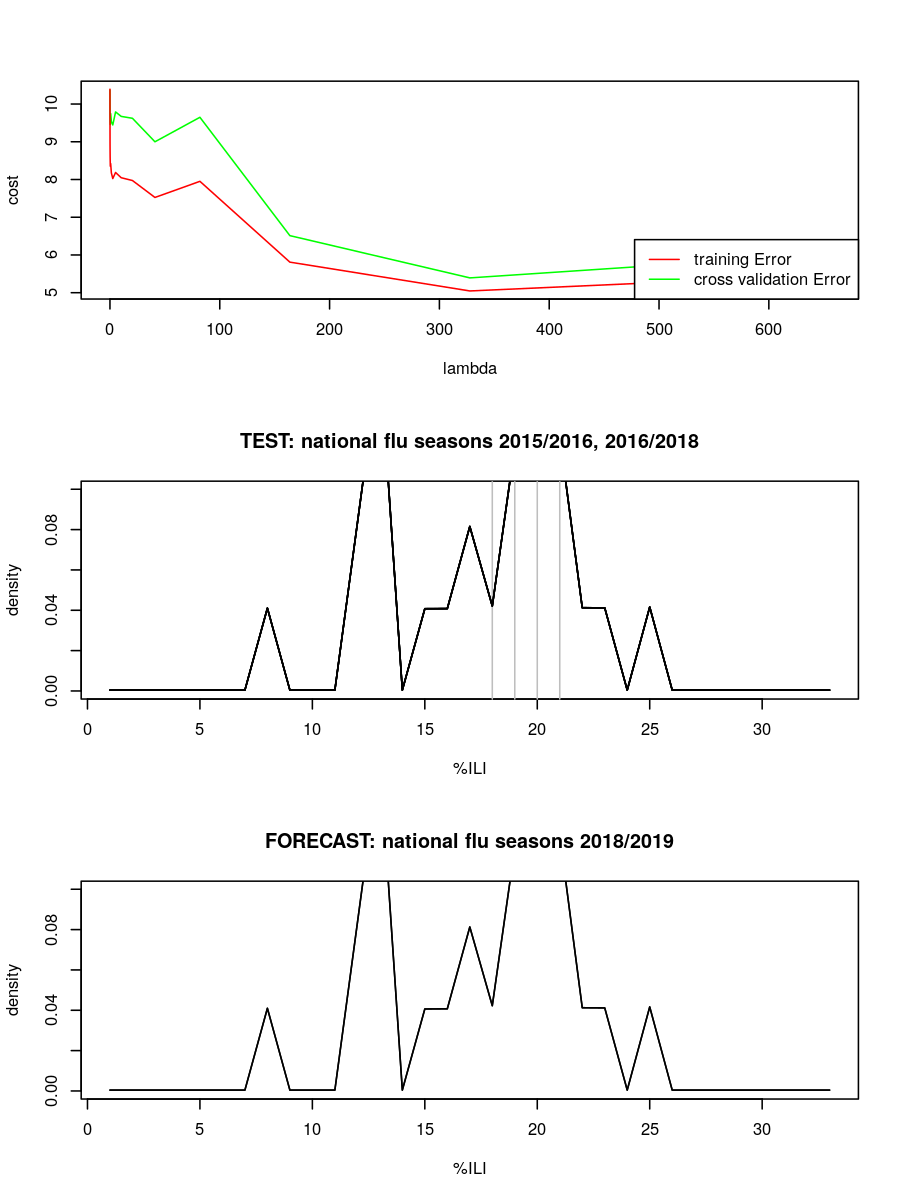 cost
10
9
8
7
6
5
training Error
cross validation Error
0 100 200 300 400 500 600
lambda
TEST: national flu seasons 2015/2016, 2016/2018
density
0.08
0.04
0.00
0 5 10 15 20 25 30
%ILI
FORECAST: national flu seasons 2018/2019
density
0.08
0.04
0.00
0 5 10 15 20 25 30
%ILI